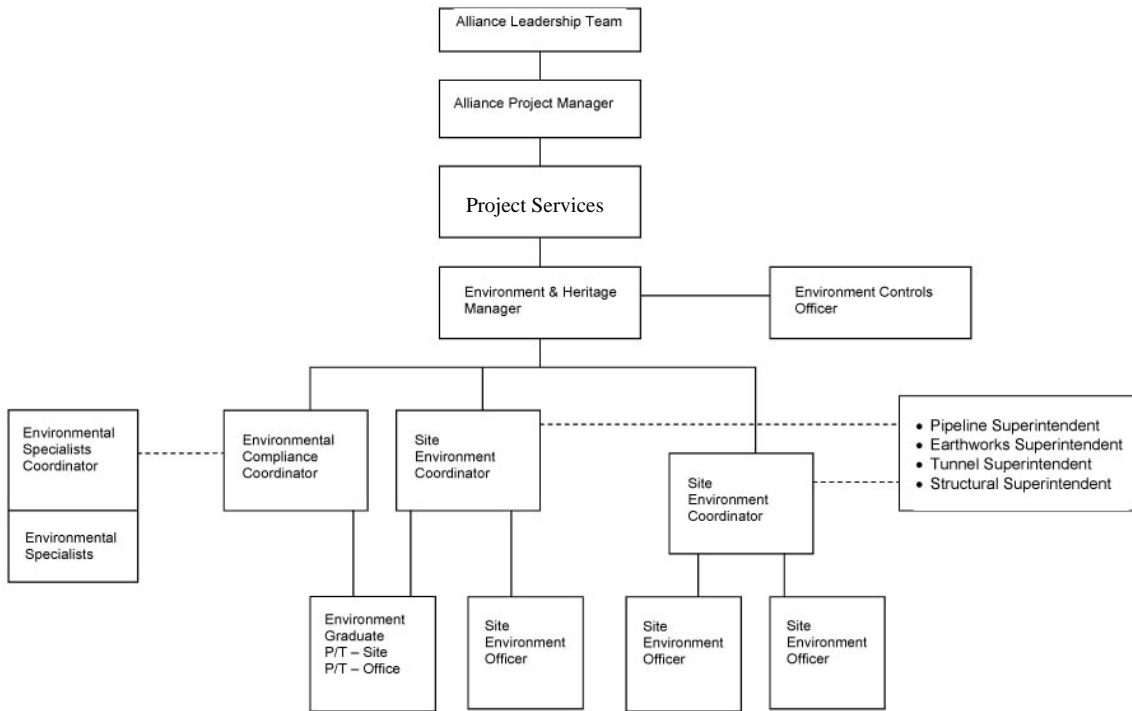 Alliance Leadership Team
Alliance Project Manager
Project Services
Environment & Heritage
Manager
Environment Controls
Officer
Environmental
Specialists
Coordinator
Environmental
Specialists
Environmental
Compliance
Coordinator
Site
Environment
Coordinator
Site
Environment
Coordinator
• Pipeline Superintendent
• Earthworks Superintendent
• Tunnel Superintendent
• Structural Superintendent
Environment
Graduate
P/T – Site
P/T – Office
Site
Environment
Officer
Site
Environment
Officer
Site
Environment
Officer